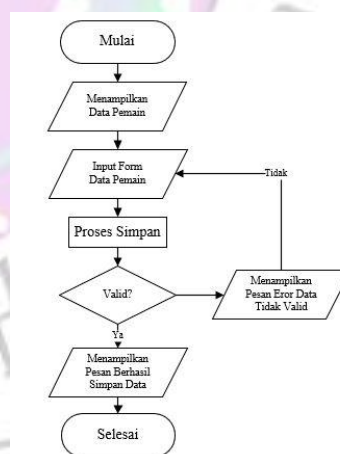 Mulai
Menampilkan
Data Pemain
Input Form
Data Pemain
Tidak
Proses Simpan
Valid?
Menampilkan
Pesan Eror Data
Tidak Valid
Ya
Menampilkan
Pesan Berhasil
Simpan Data
Selesai